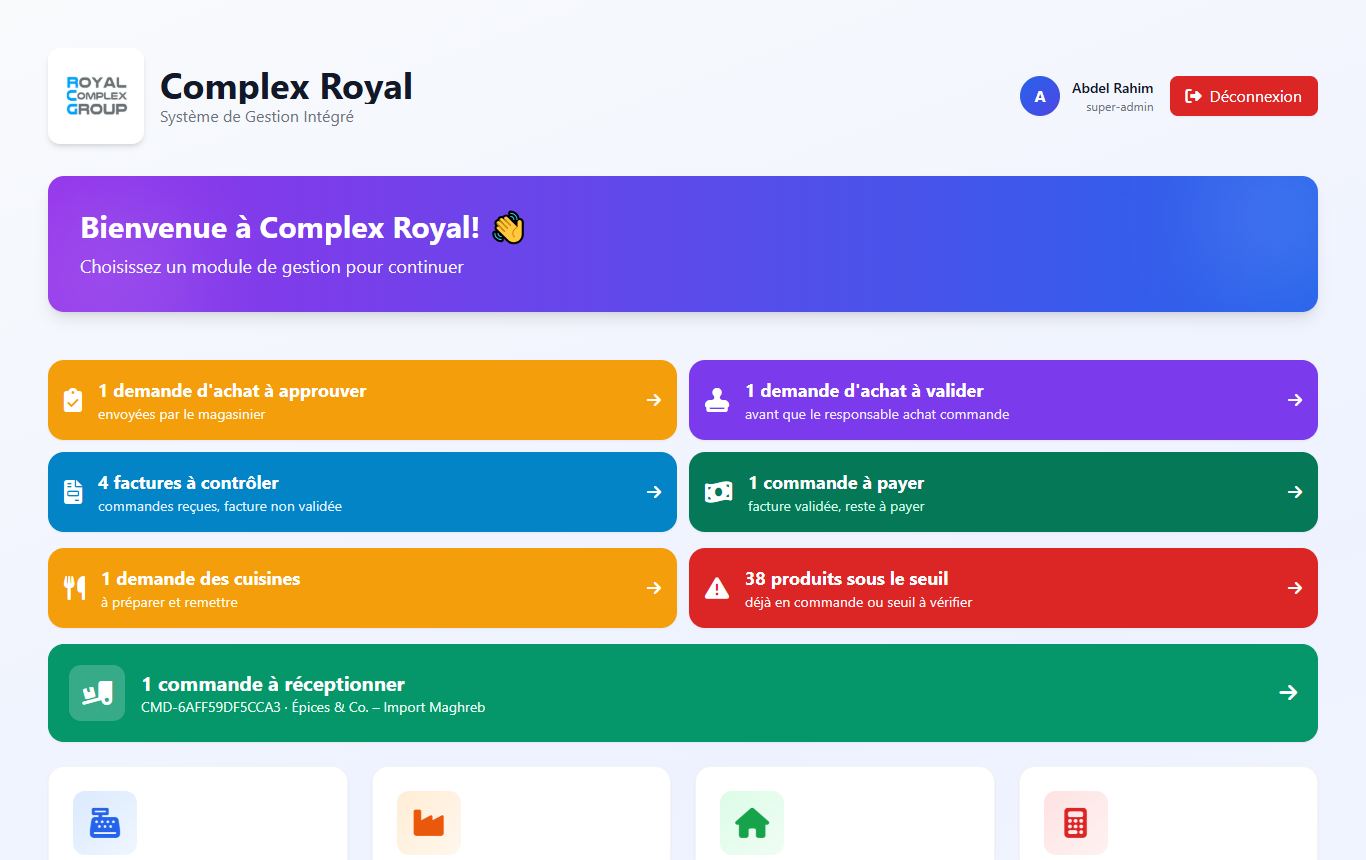 ROYAL
COMPLEX
GROUP
Complex Royal
Système de Gestion Intégré
A
Abdel Rahim
super-admin
Déconnexion
Bienvenue à Complex Royal! 👋
Choisissez un module de gestion pour continuer
1 demande d'achat à approuver
envoyées par le magasinier
1 demande d'achat à valider
avant que le responsable achat commande
4 factures à contrôler
commandes reçues, facture non validée
1 commande à payer
facture validée, reste à payer
1 demande des cuisines
à préparer et remettre
38 produits sous le seuil
déjà en commande ou seuil à vérifier
1 commande à réceptionner
CMD-6AFF59DF5CCA3 · Épices & Co. – Import Maghreb